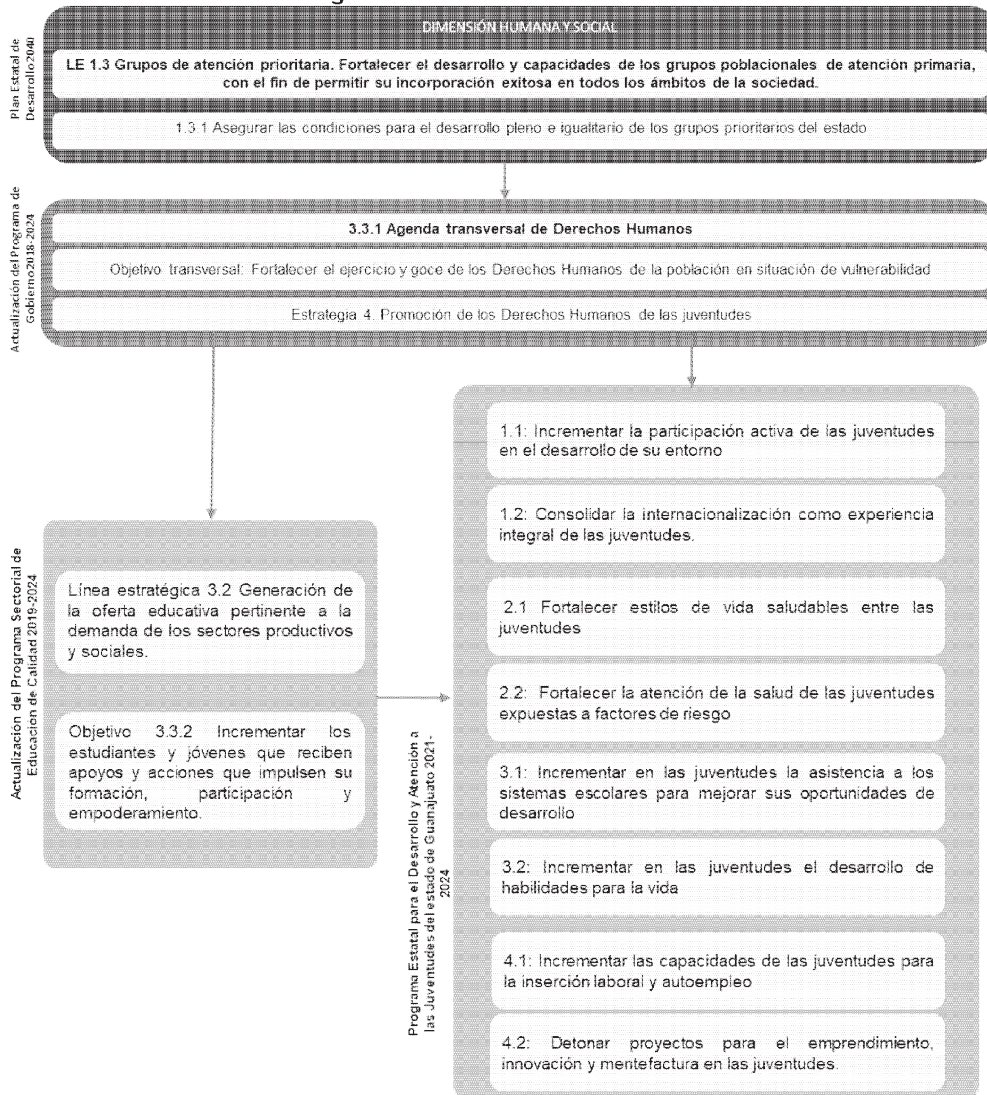 DIMENSIÓN HUMANA Y SOCIAL
Plan Estatal de
Desarrollo 2040
LE 1.3 Grupos de atención prioritaria. Fortalecer el desarrollo y capacidades de los grupos poblacionales de atención primaria,
con el fin de permitir su incorporación exitosa en todos los ámbitos de la sociedad.
1.3.1 Asegurar las condiciones para el desarrollo pleno e igualitario de los grupos prioritarios del estado
Actualización del Programa de
Gobierno 2018-2024
3.3.1 Agenda transversal de Derechos Humanos
Objetivo transversal: Fortalecer el ejercicio y goce de los Derechos Humanos de la población en situación de vulnerabilidad
Estrategia 4. Promoción de los Derechos Humanos de las juventudes
Actualización del Programa Sectorial de
Educacion de Calidad 2019-2024
Línea estratégica 3.2 Generación de
la oferta educativa pertinente a la
demanda de los sectores productivos
y sociales.
Objetivo 3.3.2 Incrementar los
estudiantes y jóvenes que reciben
apoyos y acciones que impulsen su
formación, participación y
empoderamiento.
Programa Estatal para el Desarrollo y Atención a
las Juventudes del estado de Guanajuato 2021-
2024
1.1: Incrementar la participación activa de las juventudes
en el desarrollo de su entorno
1.2: Consolidar la internacionalización como experiencia
integral de las juventudes.
2.1 Fortalecer estilos de vida saludables entre las
juventudes
2.2: Fortalecer la atención de la salud de las juventudes
expuestas a factores de riesgo
3.1: Incrementar en las juventudes la asistencia a los
sistemas escolares para mejorar sus oportunidades de
desarrollo
3.2: Incrementar en las juventudes el desarrollo de
habilidades para la vida
4.1: Incrementar las capacidades de las juventudes para
la inserción laboral y autoempleo
4.2: Detonar proyectos para el emprendimiento,
innovación y mentefactura en las juventudes.